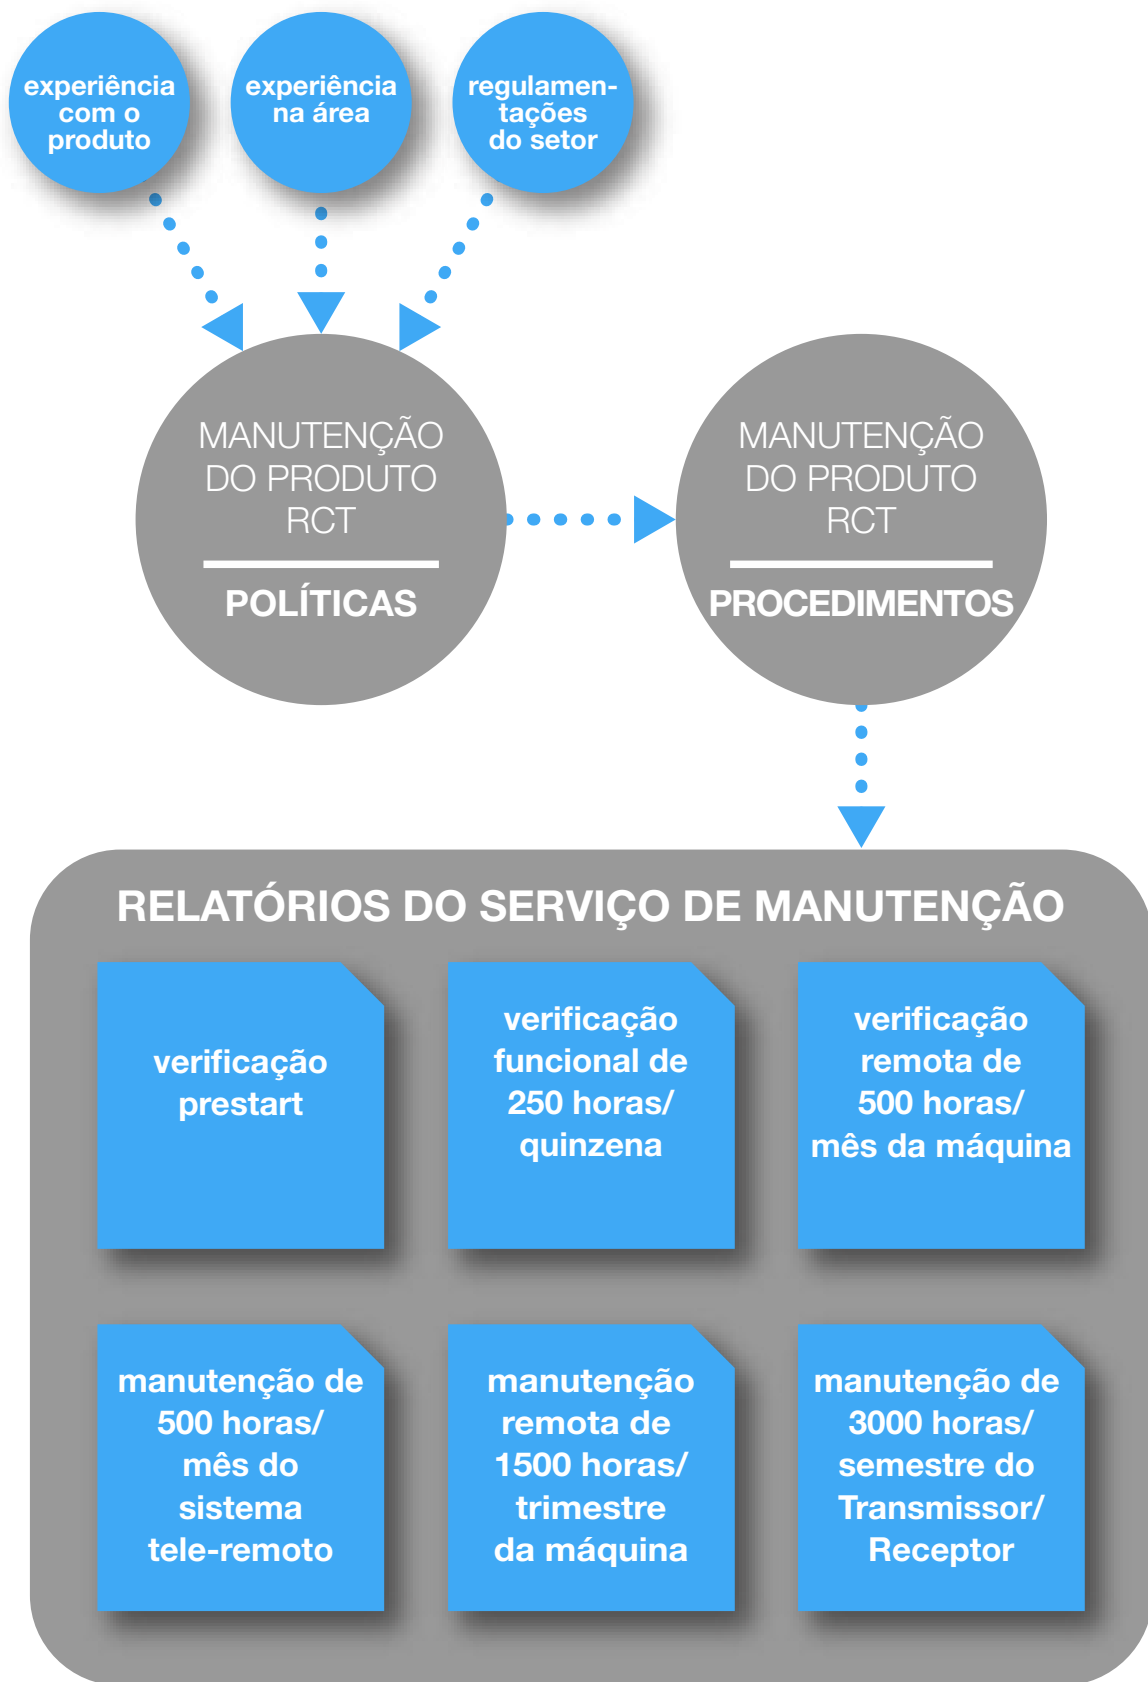 experiência
com o
produto
experiência
na área
regulamen-
tações
do setor
MANUTENÇÃO
DO PRODUTO
RCT
POLÍTICAS
MANUTENÇÃO
DO PRODUTO
RCT
PROCEDIMENTOS
RELATÓRIOS DO SERVIÇO DE MANUTENÇÃO
verificação
prestart
verificação
funcional de
250 horas/
quinzena
verificação
remota de
500 horas/
mês da máquina
manutenção de
500 horas/
mês do
sistema
tele-remoto
manutenção
remota de
1500 horas/
trimestre
da máquina
manutenção de
3000 horas/
semestre do
Transmissor/
Receptor